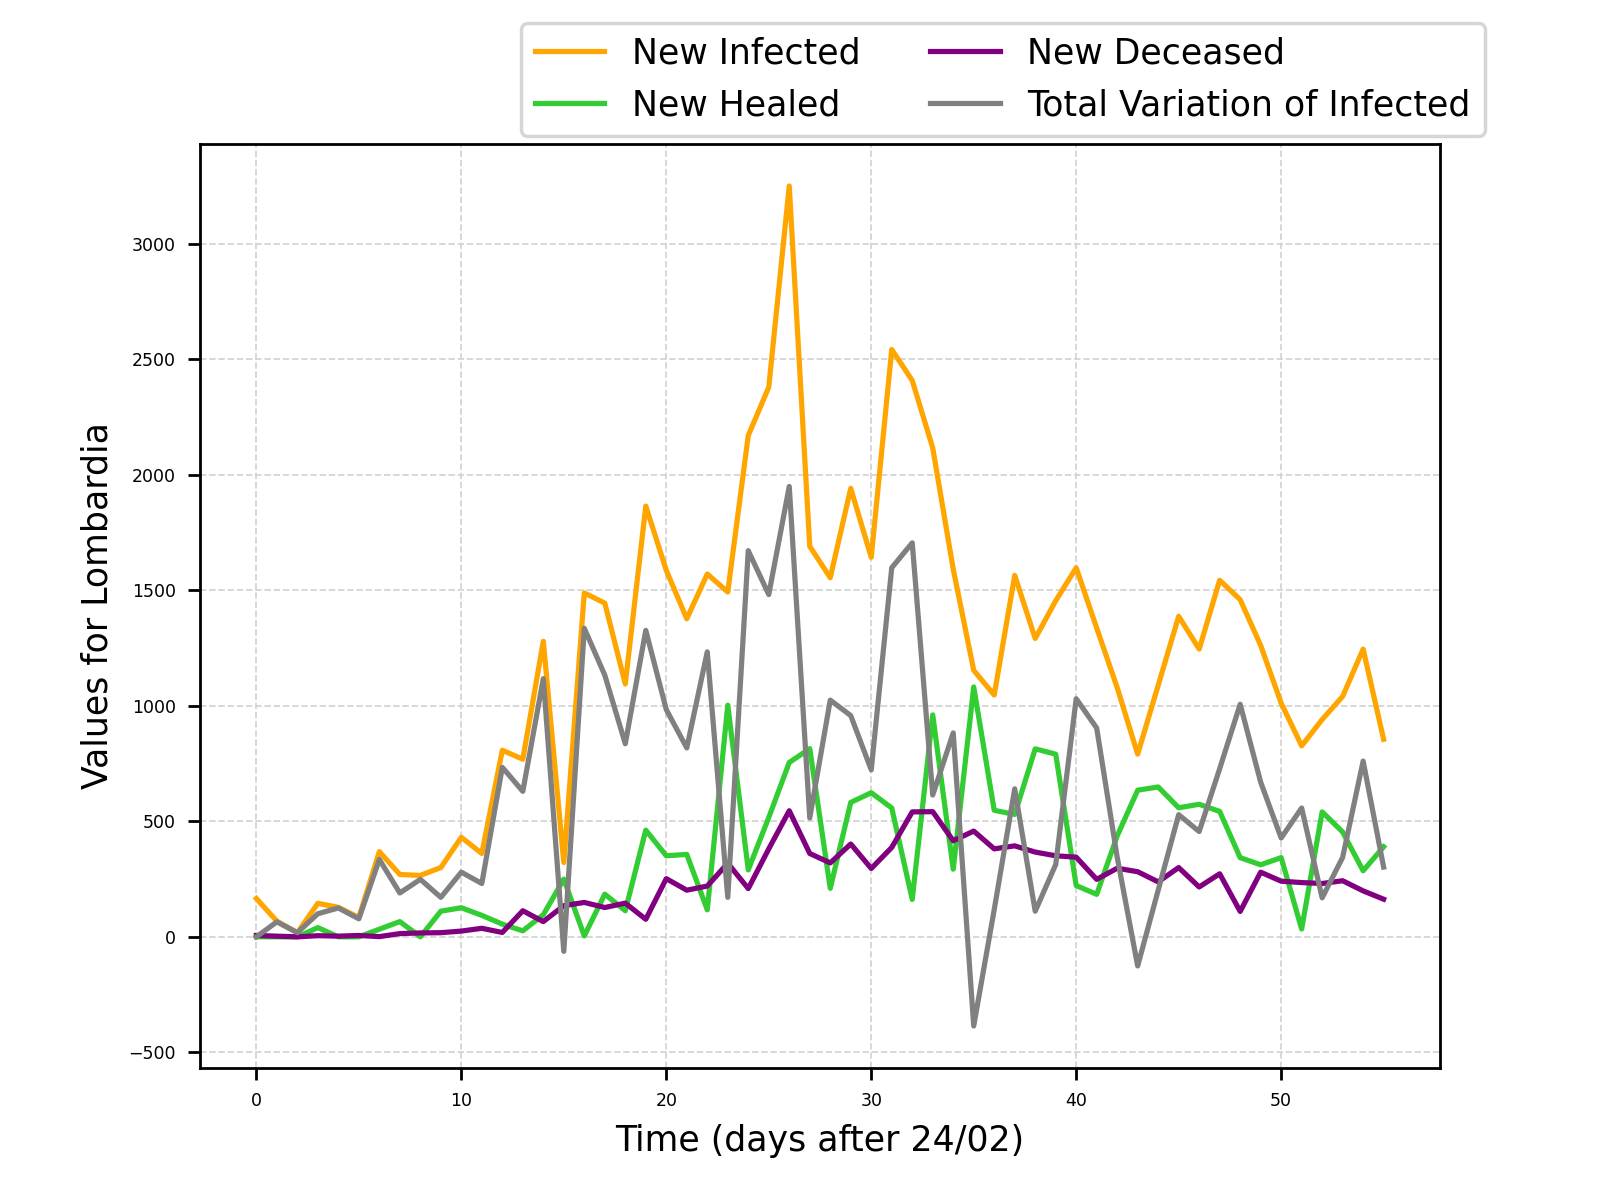 New Infected
New Healed
New Deceased
Total Variation of Infected
Values for Lombardia
3000
2500
2000
1500
1000
500
0
−500
0 10 20 30 40 50
Time (days after 24/02)